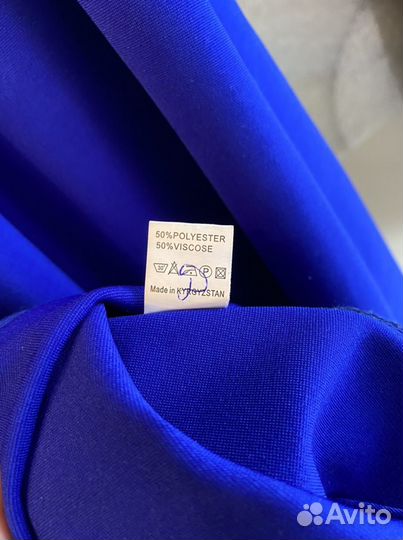 50%POLYESTER
50%VISCOSE
P
Made in KYRGYZSTAN
Avito